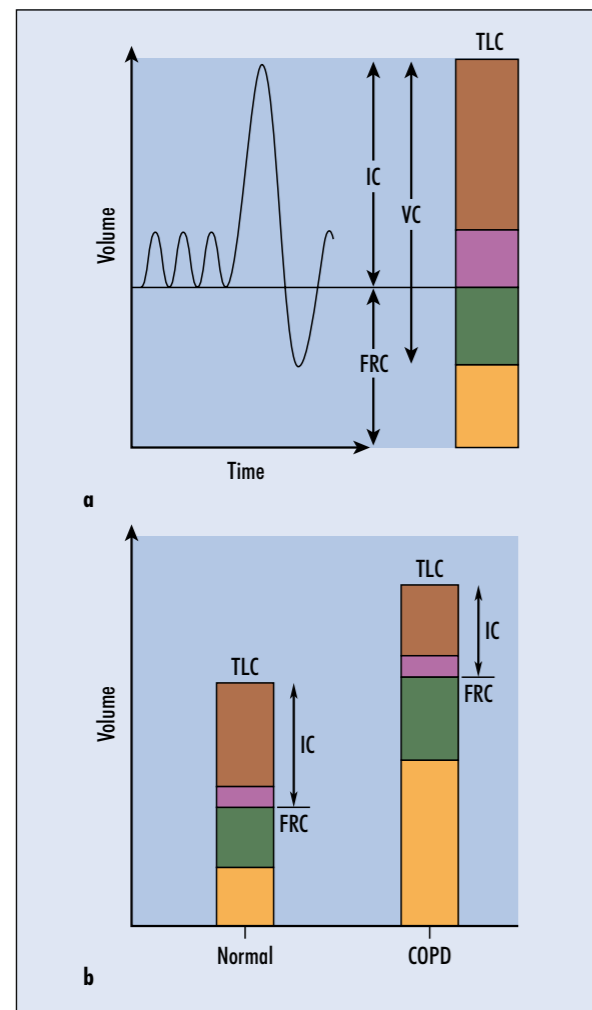 TLC
IC
VC
Volume
FRC
Time
a
TLC
IC
TLC
FRC
IC
Volume
FRC
Normal
COPD
b